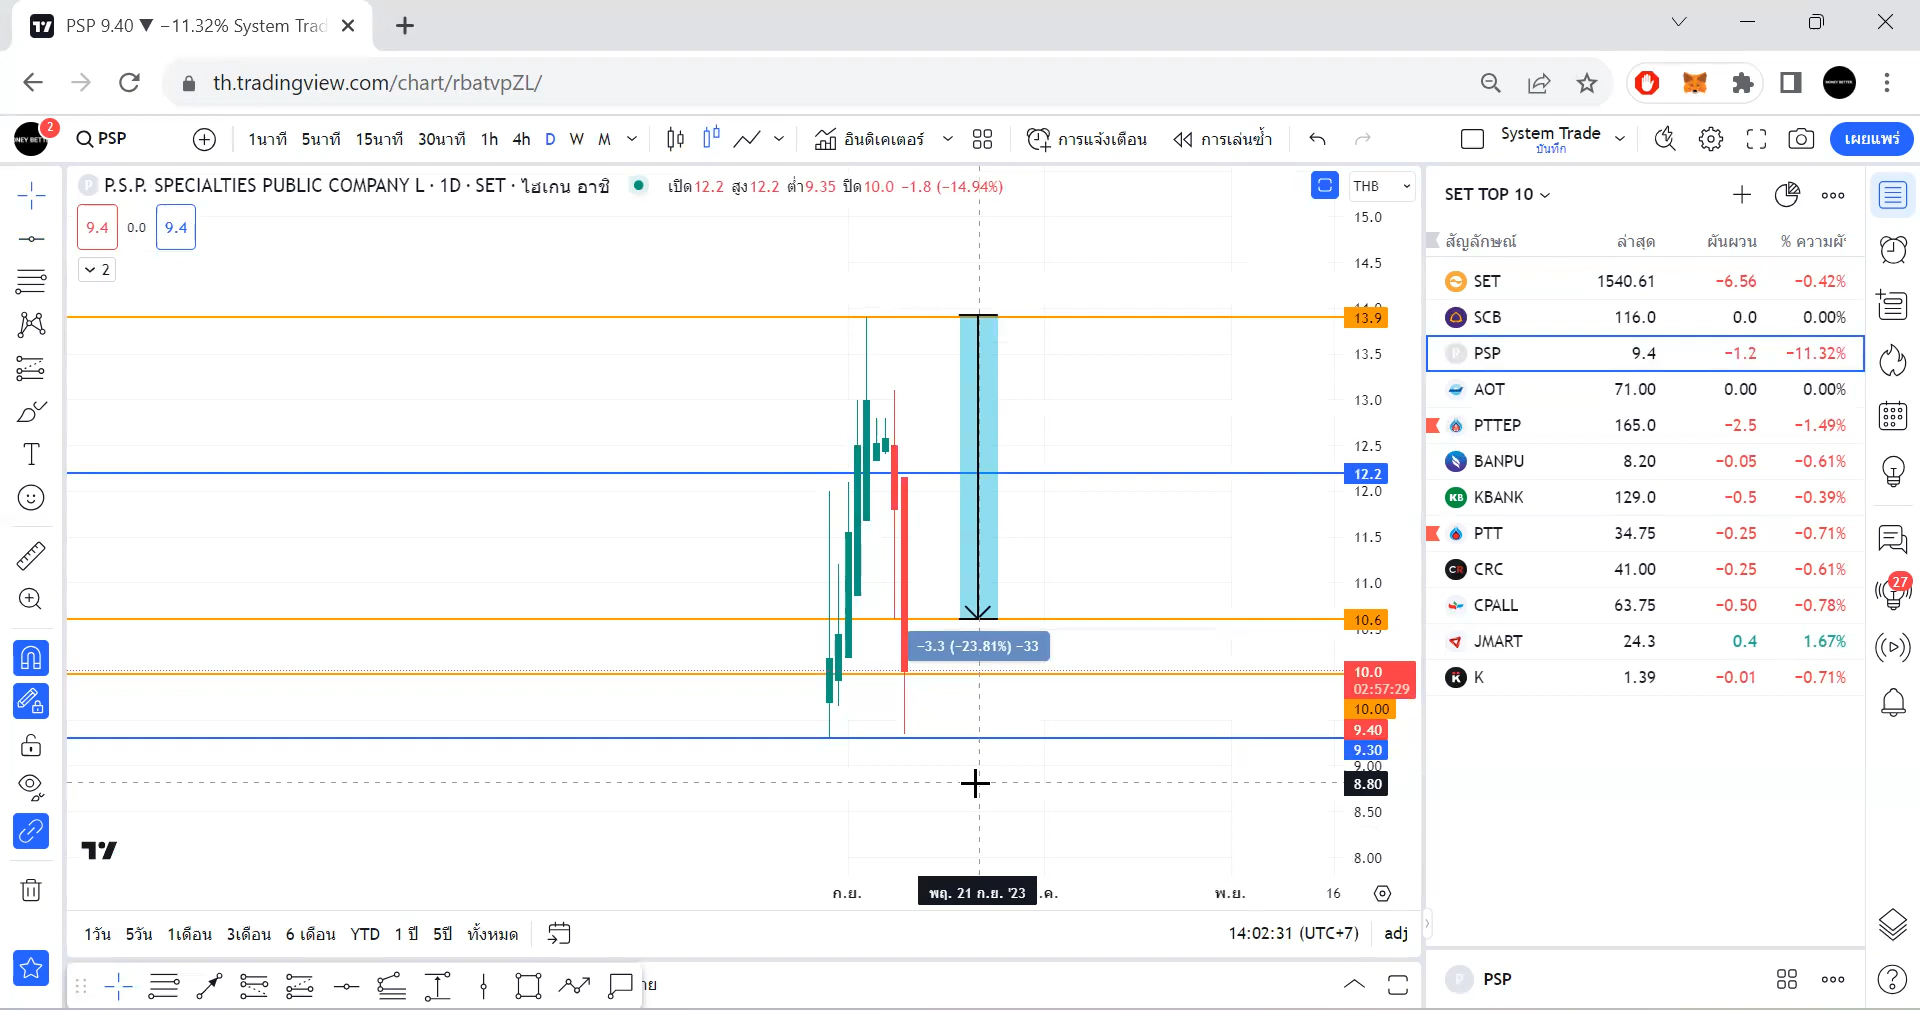 PSP 9.40 ▼ −11.32% System Trad
th.tradingview.com/chart/rbatvpZL/
2
PSP
1นาที 5นาที 15นาที 30นาที 1h 4h D W M
อินดิเคเตอร์
การแจ้งเตือน
การเล่นซ้ำ
System Trade
บันทึก
เผยแพร่
P.S.P. SPECIALTIES PUBLIC COMPANY L · 1D · SET · ไฮเกน อาชิ
เปิด12.2 สูง12.2 ต่ำ9.35 ปิด10.0 −1.8 (−14.94%)
THB
9.4 0.0 9.4
2
15.0
14.5
13.9
13.5
13.0
12.5
12.2
12.0
11.5
11.0
10.6
−3.3 (−23.81%) −33
10.0
02:57:29
10.00
9.40
9.30
9.00
8.80
8.50
8.00
ก.ย. พฤ. 21 ก.ย. '23 .ค. พ.ย. 16
1วัน 5วัน 1เดือน 3เดือน 6 เดือน YTD 1 ปี 5ปี ทั้งหมด
14:02:31 (UTC+7) adj
SET TOP 10
สัญลักษณ์ ล่าสุด ผันผวน
SET 1540.61 −6.56 −0.42%
SCB 116.0 0.0 0.00%
PSP 9.4 −1.2 −11.32%
AOT 71.00 0.00 0.00%
PTTEP 165.0 −2.5 −1.49%
BANPU 8.20 −0.05 −0.61%
KB KBANK 129.0 −0.5 −0.39%
PTT 34.75 −0.25 −0.71%
CR CRC 41.00 −0.25 −0.61%
CPALL 63.75 −0.50 −0.78%
JMART 24.3 0.4 1.67%
K K 1.39 −0.01 −0.71%
27
P PSP